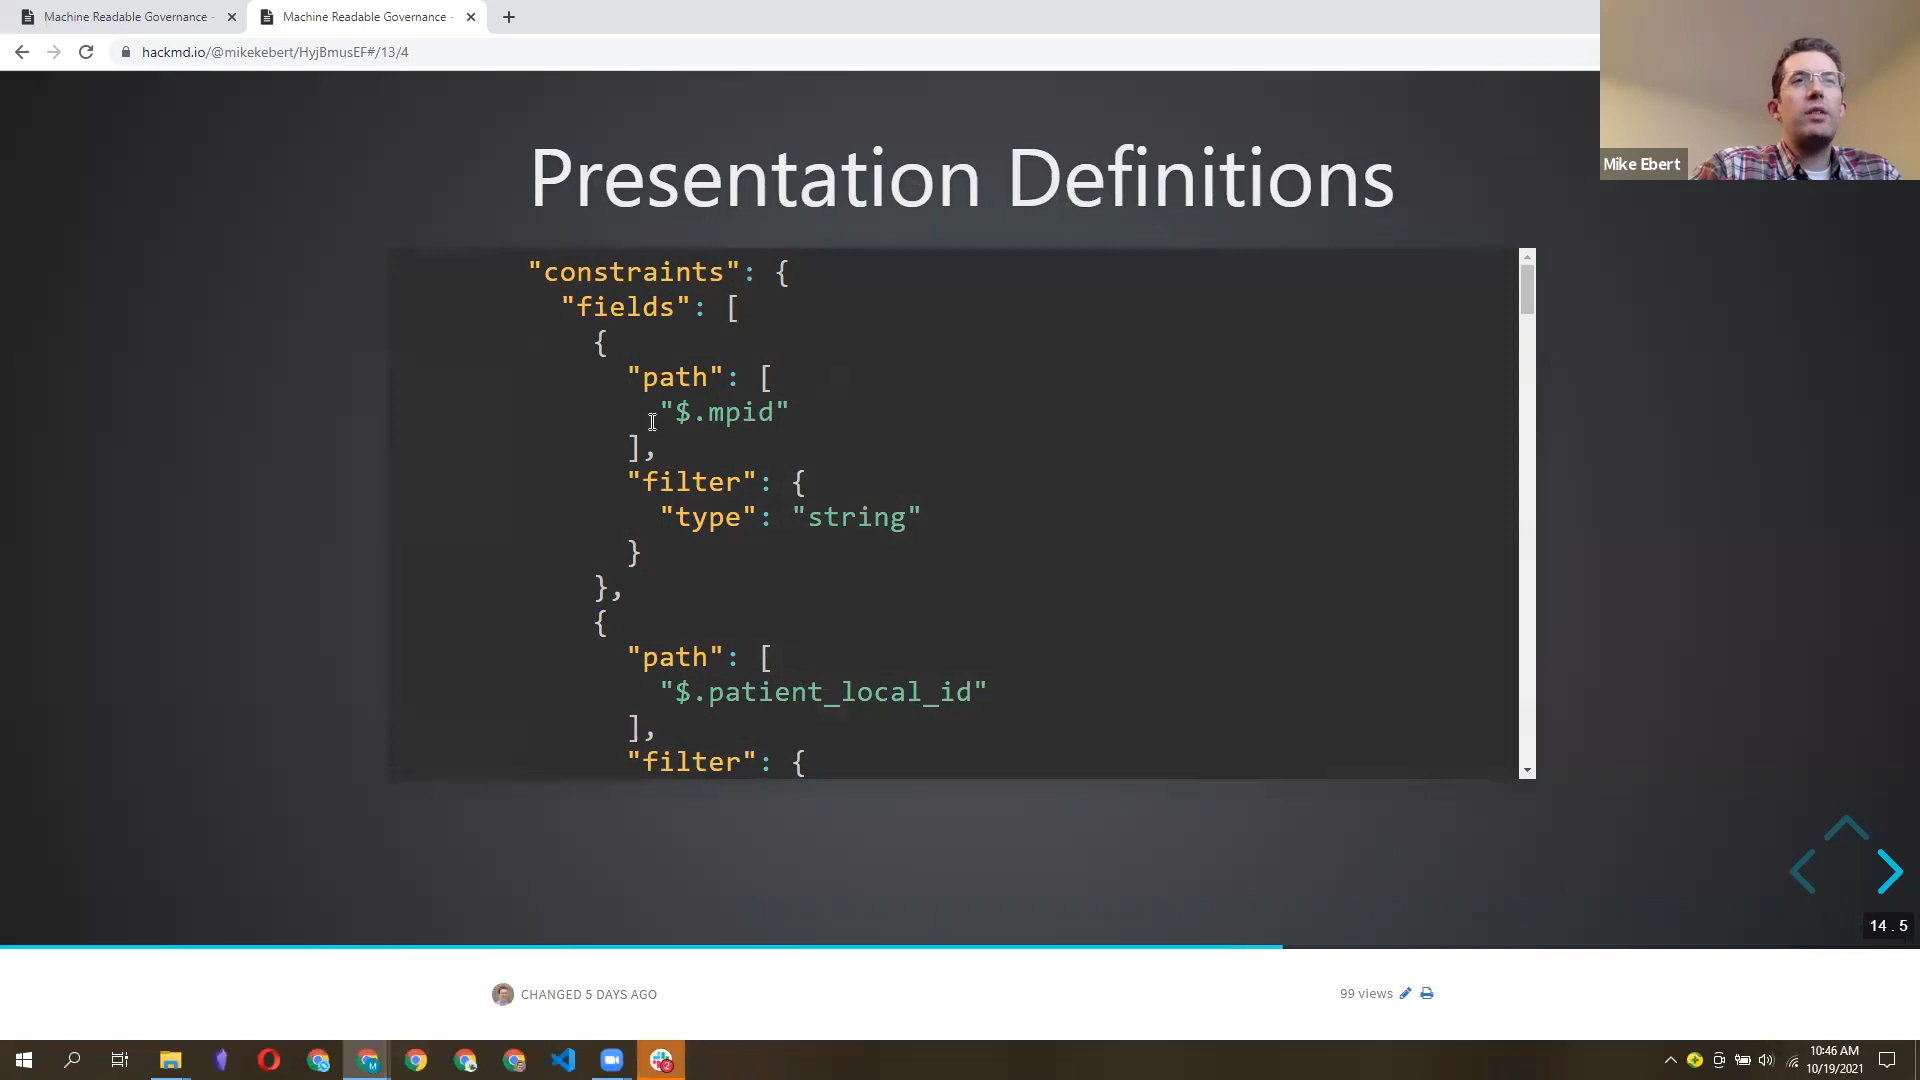 Machine Readable Governance -
Machine Readable Governance -
hackmd.io/@mikekebert/HyjBmusEF#/13/4
Mike Ebert
Presentation Definitions
"constraints": {
"fields": [
{
"path": [
"$.mpid"
],
"filter": {
"type": "string"
}
},
{
"path": [
"$.patient_local_id"
],
"filter": {
14 . 5
CHANGED 5 DAYS AGO
99 views
M
2
10:46 AM
10/19/2021